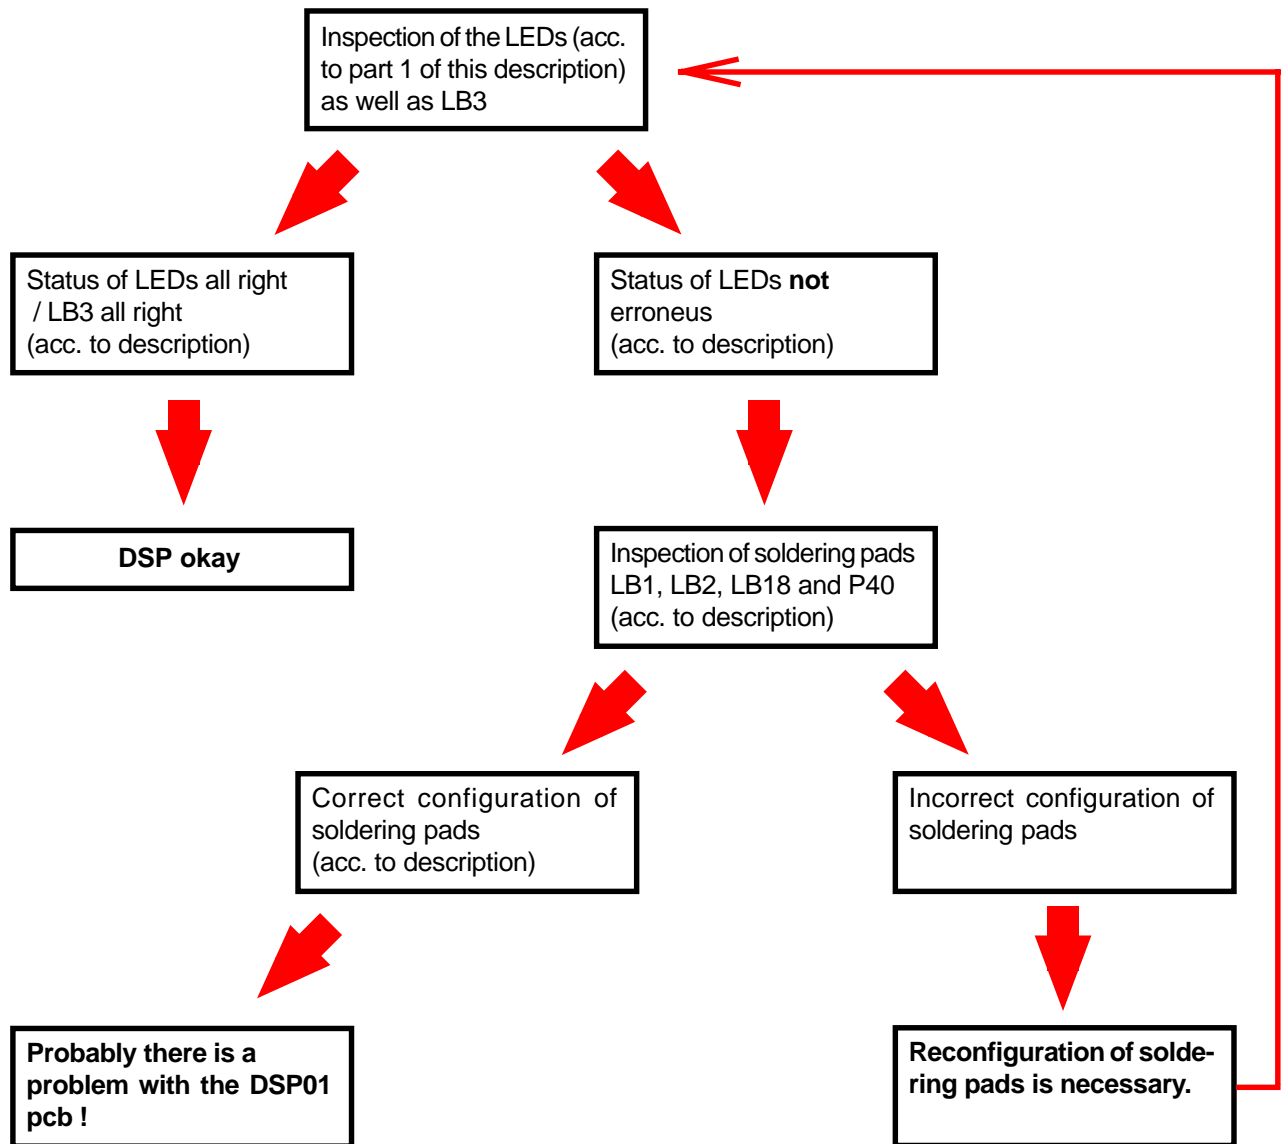 Inspection of the LEDs (acc.
to part 1 of this description)
as well as LB3
Status of LEDs all right
/ LB3 all right
(acc. to description)
Status of LEDs not
erroneus
(acc. to description)
DSP okay
Inspection of soldering pads
LB1, LB2, LB18 and P40
(acc. to description)
Correct configuration of
soldering pads
(acc. to description)
Incorrect configuration of
soldering pads
Probably there is a
problem with the DSP01
pcb !
Reconfiguration of solde-
ring pads is necessary.